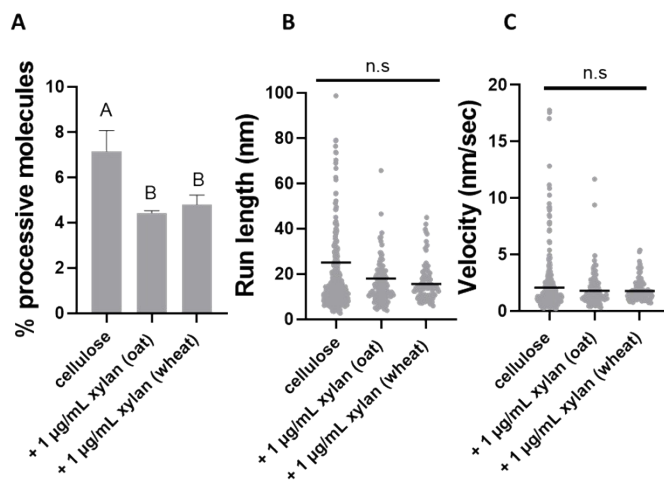 A
% processive molecules
10
8
6
4
2
0
A
B
B
cellulose
+ 1 µg/mL xylan (oat)
+ 1 µg/mL xylan (wheat)
B
n.s
Run length (nm)
100
80
60
40
20
0
cellulose
+ 1 µg/mL xylan (oat)
+ 1 µg/mL xylan (wheat)
C
n.s
Velocity (nm/sec)
20
15
10
5
0
cellulose
+ 1 µg/mL xylan (oat)
+ 1 µg/mL xylan (wheat)